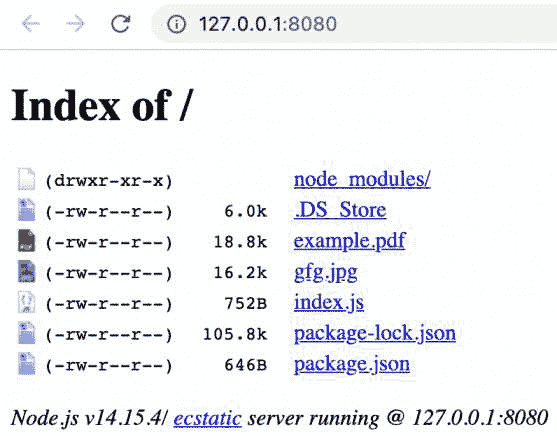 127.0.0.1:8080
Index of /
(drwxr-xr-x) node_modules/
(-rw-r--r--) 6.0k .DS_Store
(-rw-r--r--) 18.8k example.pdf
(-rw-r--r--) 16.2k gfg.jpg
(-rw-r--r--) 752B index.js
(-rw-r--r--) 105.8k package-lock.json
(-rw-r--r--) 646B package.json
Node.js v14.15.4/ ecstatic server running @ 127.0.0.1:8080